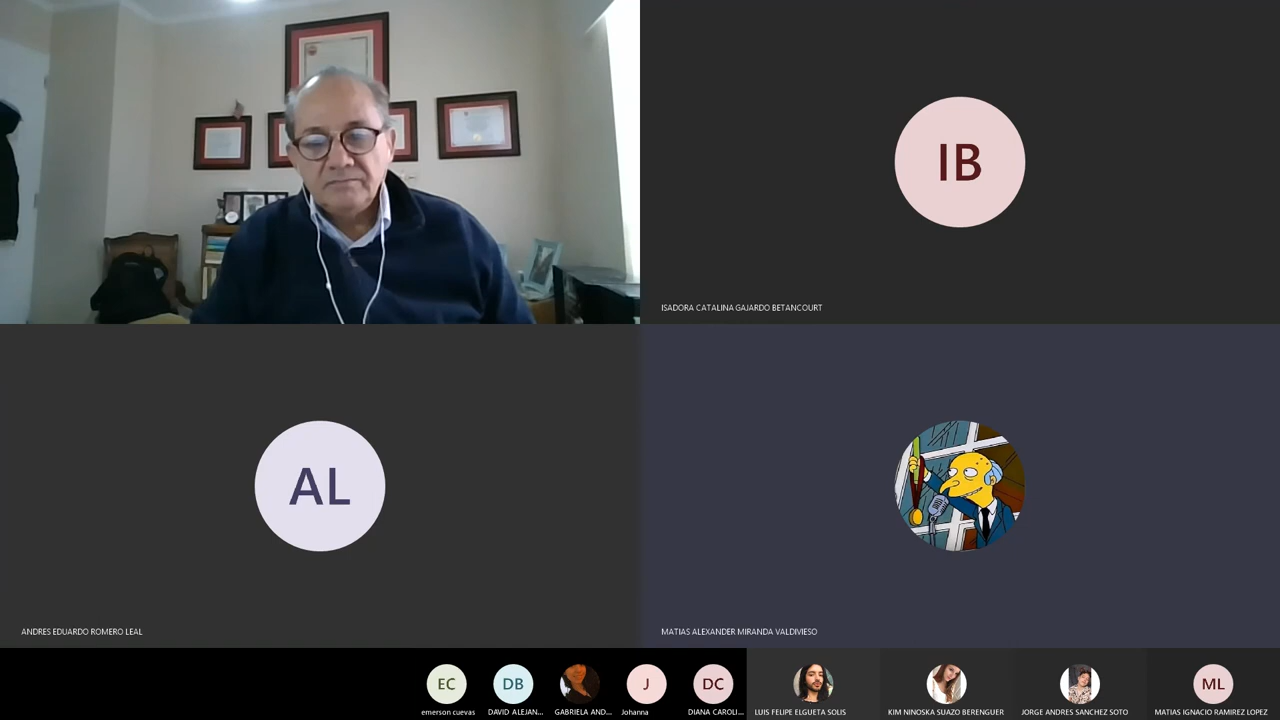 IB
ISADORA CATALINA GAJARDO BETANCOURT
AL
ANDRES EDUARDO ROMERO LEAL
MATIAS ALEXANDER MIRANDA VALDIVIESO
EC
DB
J
DC
ML
emerson cuevas
DAVID ALEJAN...
GABRIELA AND...
Johanna
DIANA CAROLI...
LUIS FELIPE ELGUETA SOLIS
KIM NINOSKA SUAZO BERENGUER
JORGE ANDRES SANCHEZ SOTO
MATIAS IGNACIO RAMIREZ LOPEZ